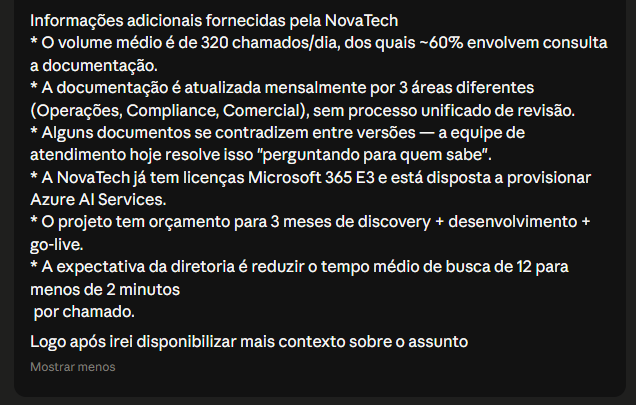 Informações adicionais fornecidas pela NovaTech
* O volume médio é de 320 chamados/dia, dos quais ~60% envolvem consulta
a documentação.
* A documentação é atualizada mensalmente por 3 áreas diferentes
(Operações, Compliance, Comercial), sem processo unificado de revisão.
* Alguns documentos se contradizem entre versões — a equipe de
atendimento hoje resolve isso "perguntando para quem sabe".
* A NovaTech já tem licenças Microsoft 365 E3 e está disposta a provisionar
Azure AI Services.
* O projeto tem orçamento para 3 meses de discovery + desenvolvimento +
go-live.
* A expectativa da diretoria é reduzir o tempo médio de busca de 12 para
menos de 2 minutos
por chamado.
Logo após irei disponibilizar mais contexto sobre o assunto
Mostrar menos